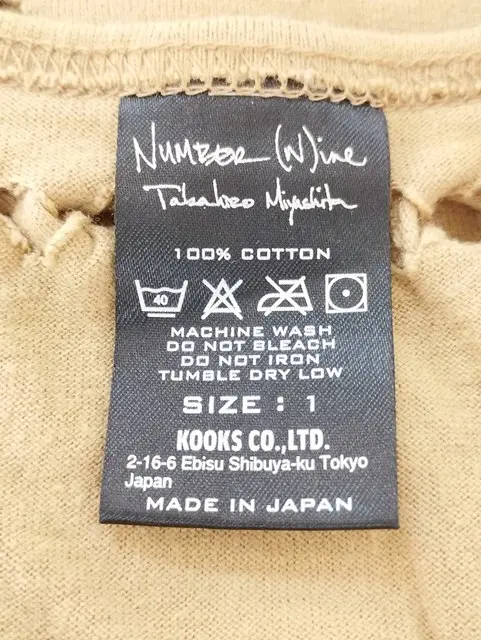 NUMBER (N)ine
Takahiro Miyashita
100% COTTON
40
MACHINE WASH
DO NOT BLEACH
DO NOT IRON
TUMBLE DRY LOW
SIZE : 1
KOOKS CO.,LTD.
2-16-6 Ebisu Shibuya-ku Tokyo
Japan
MADE IN JAPAN